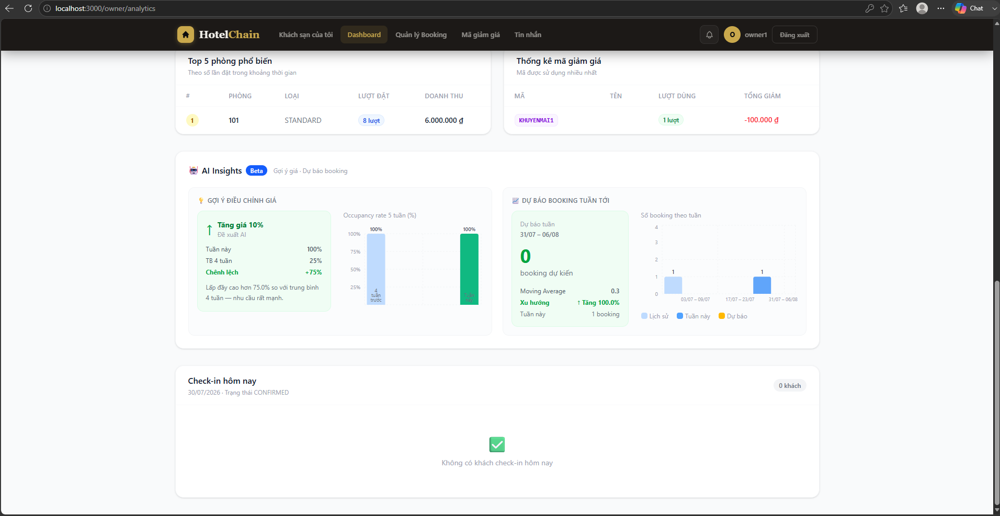 localhost:3000/owner/analytics
Chat
HotelChain
Khách sạn của tôi
Dashboard
Quản lý Booking
Mã giảm giá
Tin nhắn
O
owner1
Đăng xuất
Top 5 phòng phổ biến
Theo số lần đặt trong khoảng thời gian
# PHÒNG LOẠI LƯỢT ĐẶT DOANH THU
1 101 STANDARD 8 lượt 6.000.000 ₫
Thống kê mã giảm giá
Mã được sử dụng nhiều nhất
MÃ TÊN LƯỢT DÙNG TỔNG GIẢM
KHUYENMAI1 1 lượt -100.000 ₫
AI Insights Beta Gợi ý giá · Dự báo booking
GỢI Ý ĐIỀU CHỈNH GIÁ
↑ Tăng giá 10%
Đề xuất AI
Tuần này 100%
TB 4 tuần 25%
Chênh lệch +75%
Lấp đầy cao hơn 75.0% so với trung bình
4 tuần — nhu cầu rất mạnh.
Occupancy rate 5 tuần (%)
100% 100%
100%
75%
50%
25%
4
tuần
trước
Tuần
này
DỰ BÁO BOOKING TUẦN TỚI
Dự báo tuần
31/07 – 06/08
0
booking dự kiến
Moving Average 0.3
Xu hướng ↑ Tăng 100.0%
Tuần này 1 booking
Số booking theo tuần
4
3
2
1
0
1 1
03/07 – 09/07 17/07 – 23/07 31/07 – 06/08
Lịch sử Tuần này Dự báo
Check-in hôm nay
30/07/2026 · Trạng thái CONFIRMED
0 khách
Không có khách check-in hôm nay